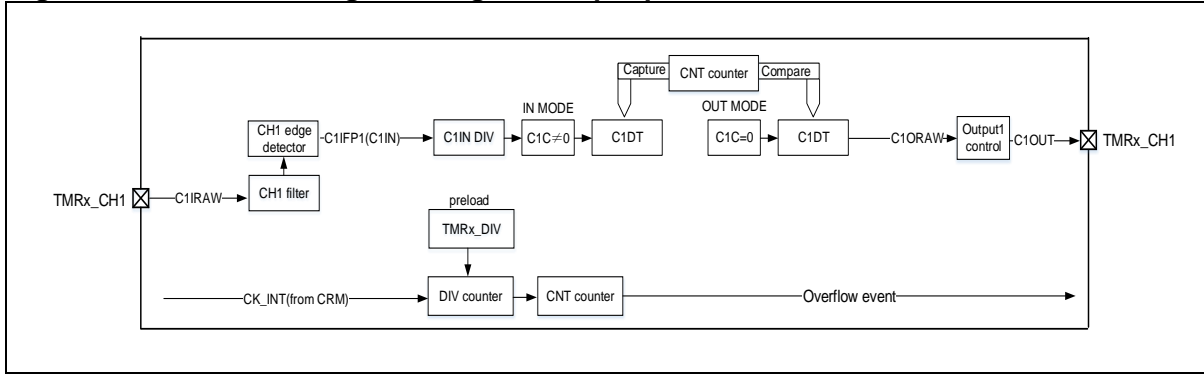 Capture
CNT counter
Compare
IN MODE
OUT MODE
CH1 edge
detector
C1IFP1(C1IN)
C1IN DIV
C1C≠0
C1DT
C1C=0
C1DT
C1ORAW
Output1
control
C1OUT
TMRx_CH1
TMRx_CH1
C1IRAW
CH1 filter
preload
TMRx_DIV
CK_INT(from CRM)
DIV counter
CNT counter
Overflow event